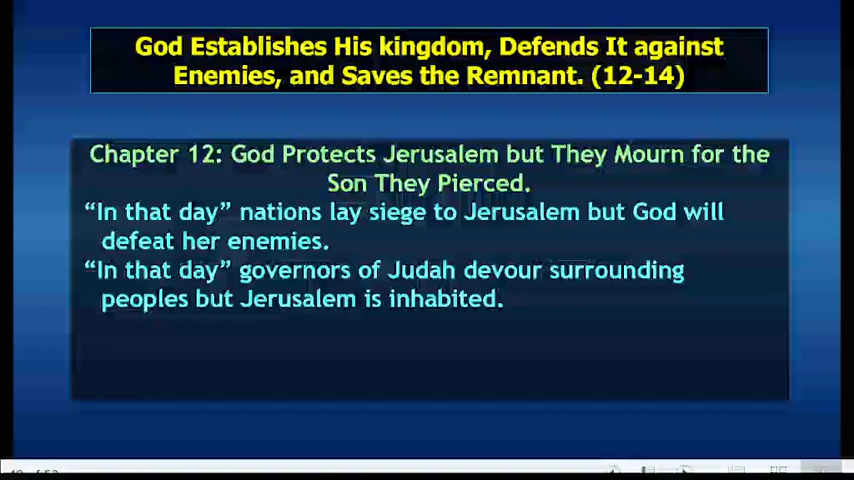 God Establishes His kingdom, Defends It against
Enemies, and Saves the Remnant. (12-14)
Chapter 12: God Protects Jerusalem but They Mourn for the
Son They Pierced.
“In that day” nations lay siege to Jerusalem but God will
defeat her enemies.
“In that day” governors of Judah devour surrounding
peoples but Jerusalem is inhabited.